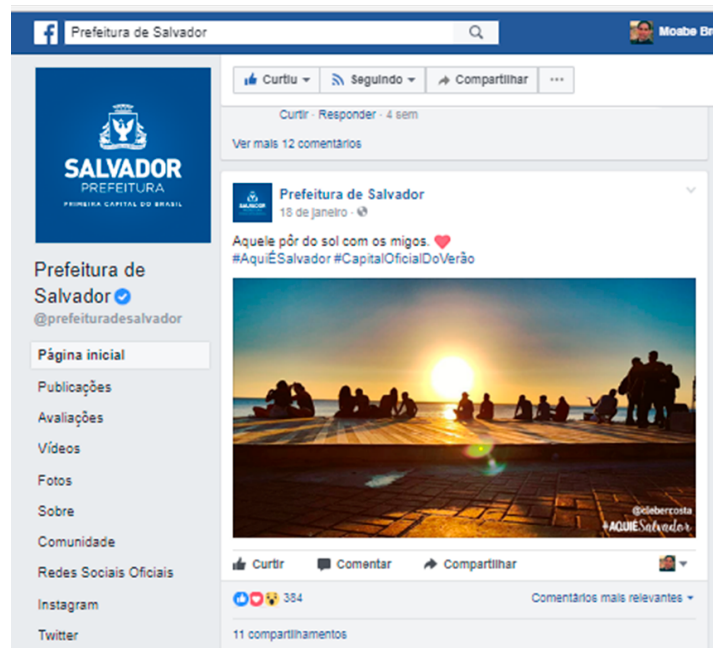 Prefeitura de Salvador
Moabe Br
SALVADOR
PREFEITURA
PRIMEIRA CAPITAL DO BRASIL
Prefeitura de
Salvador
@prefeituradesalvador
Página inicial
Publicações
Avaliações
Vídeos
Fotos
Sobre
Comunidade
Redes Sociais Oficiais
Instagram
Twitter
Curtiu
Seguindo
Compartilhar
Curtir · Responder · 4 sem
Ver mais 12 comentários
SALVADOR
Prefeitura de Salvador
18 de janeiro ·
Aquele pôr do sol com os migos.
#AquiÉSalvador #CapitalOficialDoVerão
@clebercosta
#AQUIÉSalvador
Curtir Comentar Compartilhar
384
Comentários mais relevantes
11 compartilhamentos